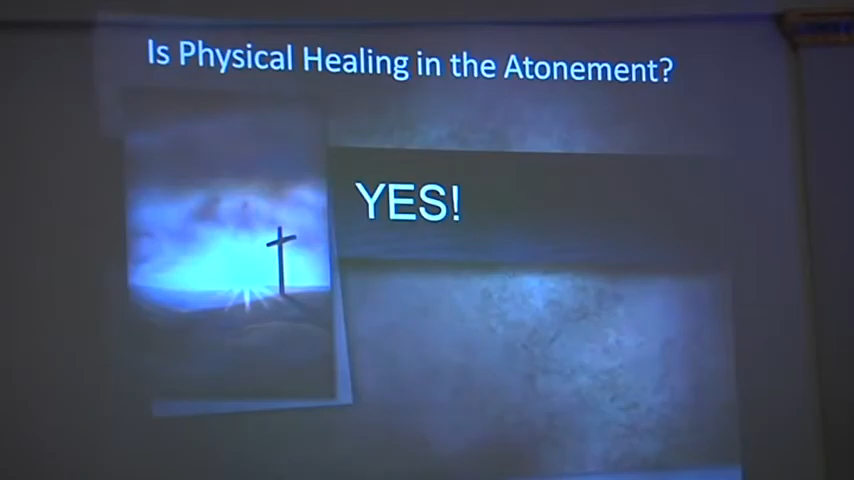 Is Physical Healing in the Atonement?
YES!